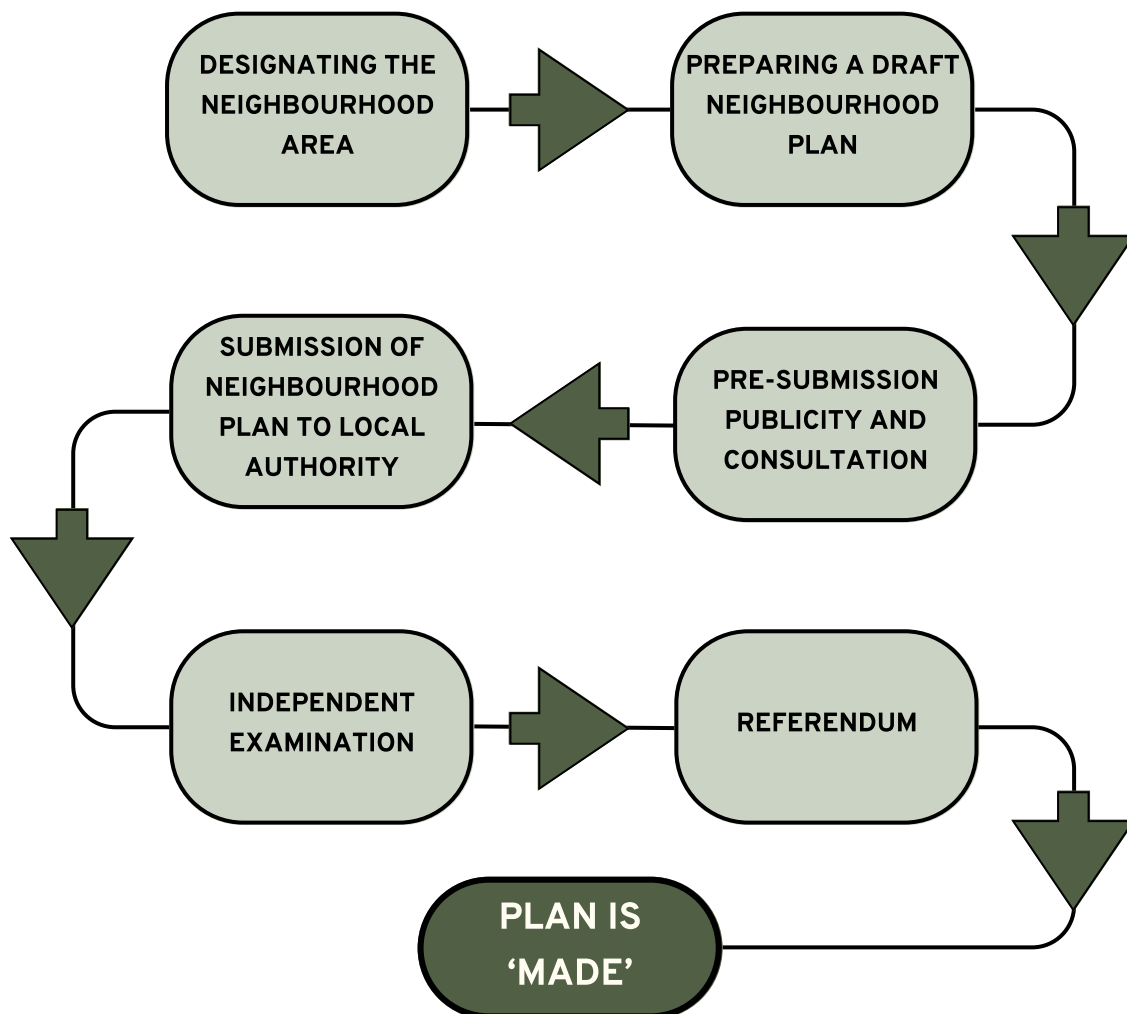 DESIGNATING THE
NEIGHBOURHOOD
AREA
PREPARING A DRAFT
NEIGHBOURHOOD
PLAN
PRE-SUBMISSION
PUBLICITY AND
CONSULTATION
SUBMISSION OF
NEIGHBOURHOOD
PLAN TO LOCAL
AUTHORITY
INDEPENDENT
EXAMINATION
REFERENDUM
PLAN IS
‘MADE’